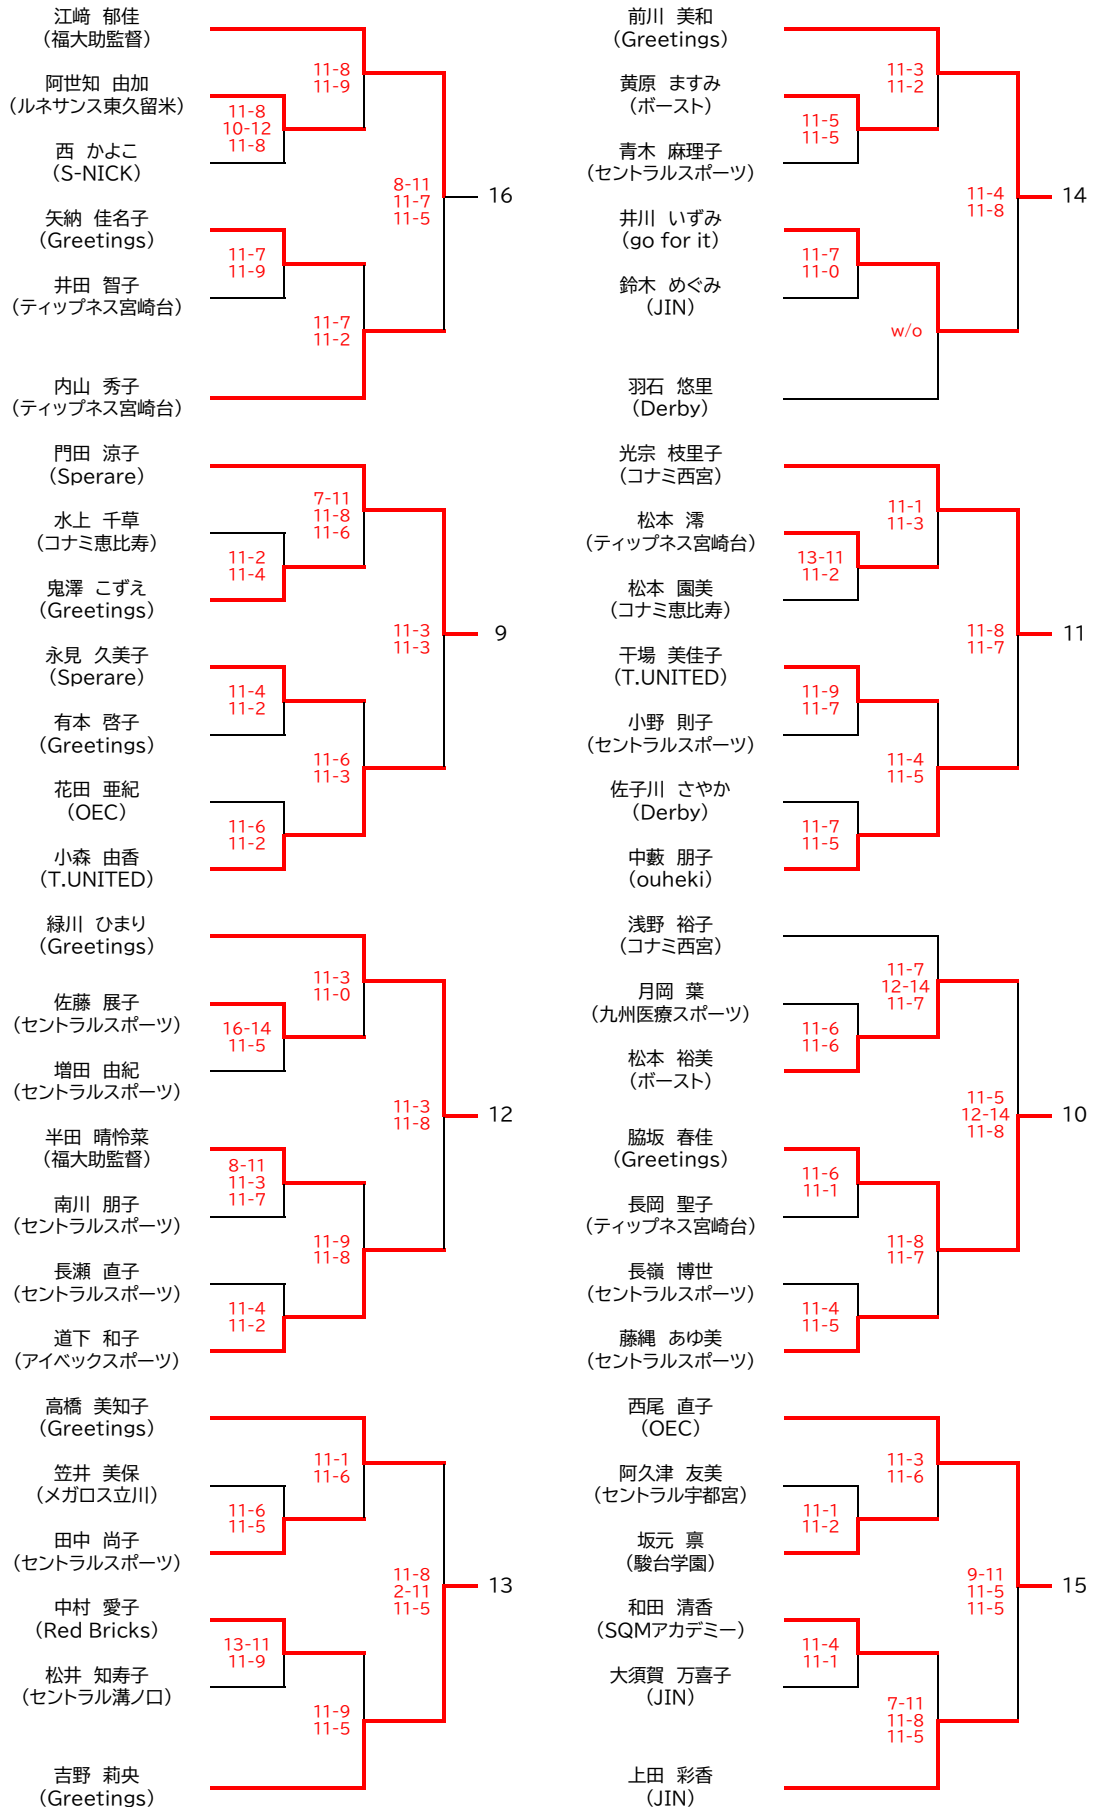 江﨑 郁佳
(福大助監督)
阿世知 由加
(ルネサンス東久留米)
西 かよこ
(S-NICK)
矢納 佳名子
(Greetings)
井田 智子
(ティップネス宮崎台)
内山 秀子
(ティップネス宮崎台)
11-8
11-9
11-8
10-12
11-8
8-11
11-7
11-5
16
11-7
11-9
11-7
11-2
門田 涼子
(Sperare)
水上 千草
(コナミ恵比寿)
鬼澤 こずえ
(Greetings)
永見 久美子
(Sperare)
有本 啓子
(Greetings)
花田 亜紀
(OEC)
小森 由香
(T.UNITED)
7-11
11-8
11-6
11-2
11-4
11-3
11-3
9
11-4
11-2
11-6
11-3
11-6
11-2
緑川 ひまり
(Greetings)
佐藤 展子
(セントラルスポーツ)
増田 由紀
(セントラルスポーツ)
半田 晴怜菜
(福大助監督)
南川 朋子
(セントラルスポーツ)
長瀬 直子
(セントラルスポーツ)
道下 和子
(アイベックスポーツ)
11-3
11-0
16-14
11-5
11-3
11-8
12
8-11
11-3
11-7
11-9
11-8
11-4
11-2
高橋 美知子
(Greetings)
笠井 美保
(メガロス立川)
田中 尚子
(セントラルスポーツ)
中村 愛子
(Red Bricks)
松井 知寿子
(セントラル溝ノ口)
吉野 莉央
(Greetings)
11-1
11-6
11-6
11-5
11-8
2-11
11-5
13
13-11
11-9
11-9
11-5
前川 美和
(Greetings)
黄原 ますみ
(ボースト)
青木 麻理子
(セントラルスポーツ)
井川 いずみ
(go for it)
鈴木 めぐみ
(JIN)
羽石 悠里
(Derby)
11-3
11-2
11-5
11-5
11-4
11-8
14
11-7
11-0
w/o
光宗 枝里子
(コナミ西宮)
松本 澪
(ティップネス宮崎台)
松本 園美
(コナミ恵比寿)
干場 美佳子
(T.UNITED)
小野 則子
(セントラルスポーツ)
佐子川 さやか
(Derby)
中藪 朋子
(ouheki)
11-1
11-3
13-11
11-2
11-8
11-7
11
11-9
11-7
11-4
11-5
11-7
11-5
浅野 裕子
(コナミ西宮)
月岡 葉
(九州医療スポーツ)
松本 裕美
(ボースト)
脇坂 春佳
(Greetings)
長岡 聖子
(ティップネス宮崎台)
長嶺 博世
(セントラルスポーツ)
藤縄 あゆ美
(セントラルスポーツ)
11-7
12-14
11-7
11-6
11-6
11-5
12-14
11-8
10
11-6
11-1
11-8
11-7
11-4
11-5
西尾 直子
(OEC)
阿久津 友美
(セントラル宇都宮)
坂元 禀
(駿台学園)
和田 清香
(SQMアカデミー)
大須賀 万喜子
(JIN)
上田 彩香
(JIN)
11-3
11-6
11-1
11-2
9-11
11-5
11-5
15
11-4
11-1
7-11
11-8
11-5